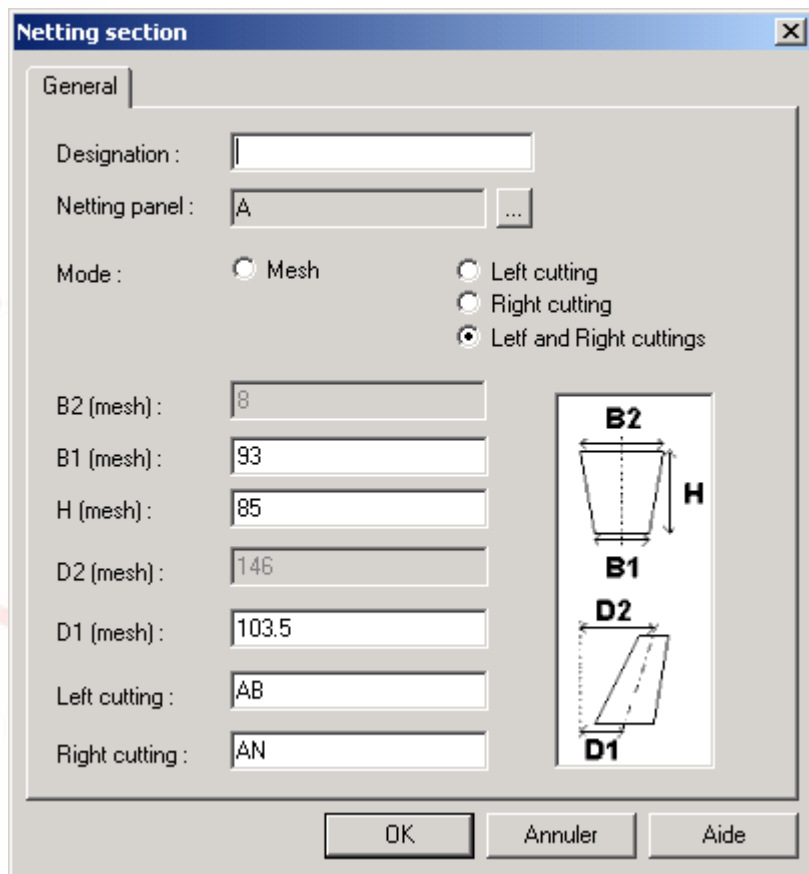 Netting section
General
Designation :
Netting panel : A ...
Mode : Mesh Left cutting
Right cutting
Letf and Right cuttings
B2 (mesh) : 8
B1 (mesh) : 93
H (mesh) : 85
D2 (mesh) : 146
D1 (mesh) : 103.5
Left cutting : AB
Right cutting : AN
B2
H
B1
D2
D1
OK Annuler Aide